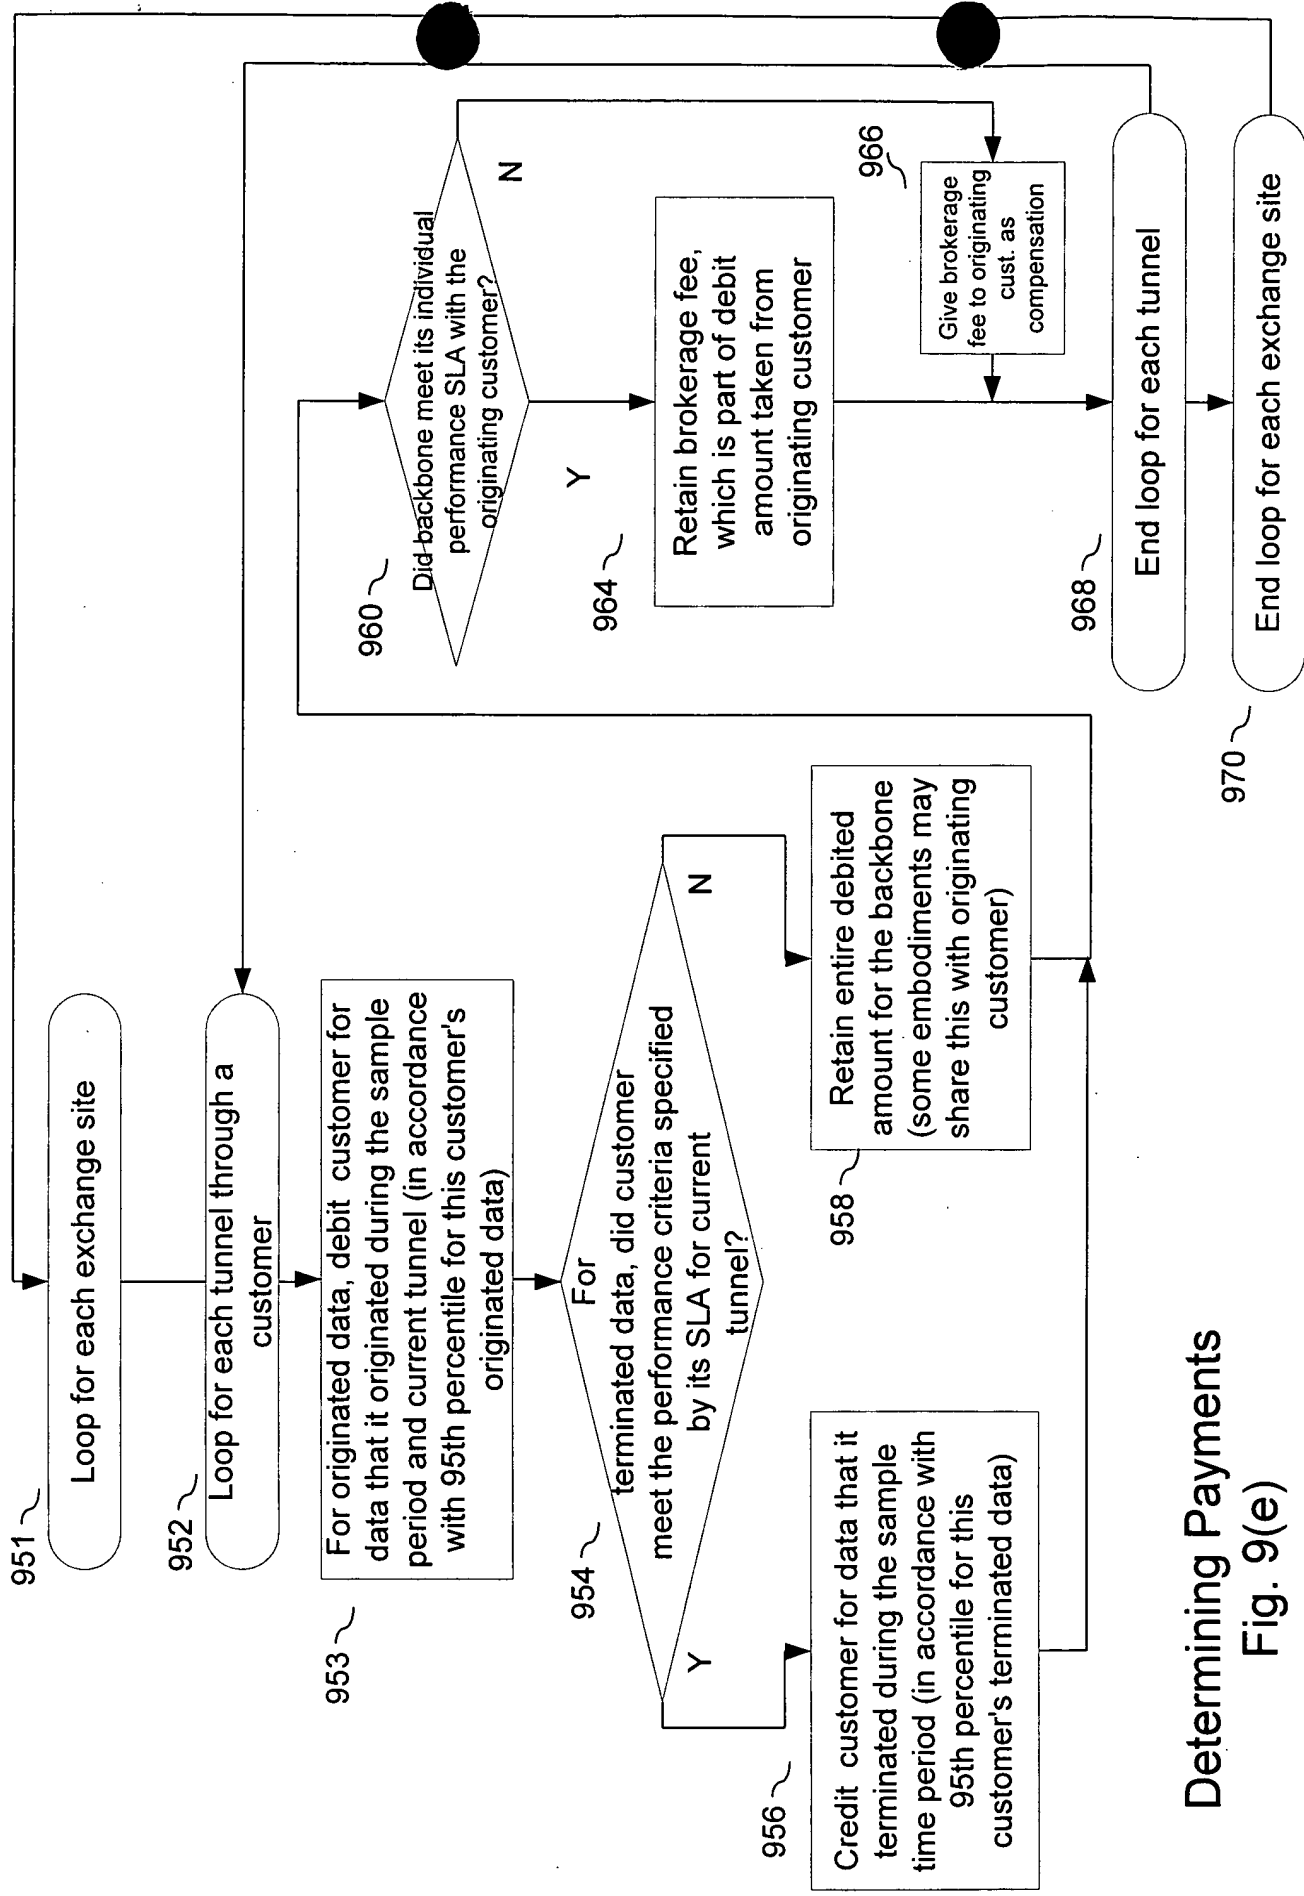 951
Loop for each exchange site
952
Loop for each tunnel through a
customer
953
For originated data, debit customer for
data that it originated during the sample
period and current tunnel (in accordance
with 95th percentile for this customer's
originated data)
954
For
terminated data, did customer
meet the performance criteria specified
by its SLA for current
tunnel?
Y
N
956
Credit customer for data that it
terminated during the sample
time period (in accordance with
95th percentile for this
customer's terminated data)
958
Retain entire debited
amount for the backbone
(some embodiments may
share this with originating
customer)
960
Did backbone meet its individual
performance SLA with the
originating customer?
N
Y
964
Retain brokerage fee,
which is part of debit
amount taken from
originating customer
966
Give brokerage
fee to originating
cust. as
compensation
968
End loop for each tunnel
970
End loop for each exchange site
Determining Payments
Fig. 9(e)